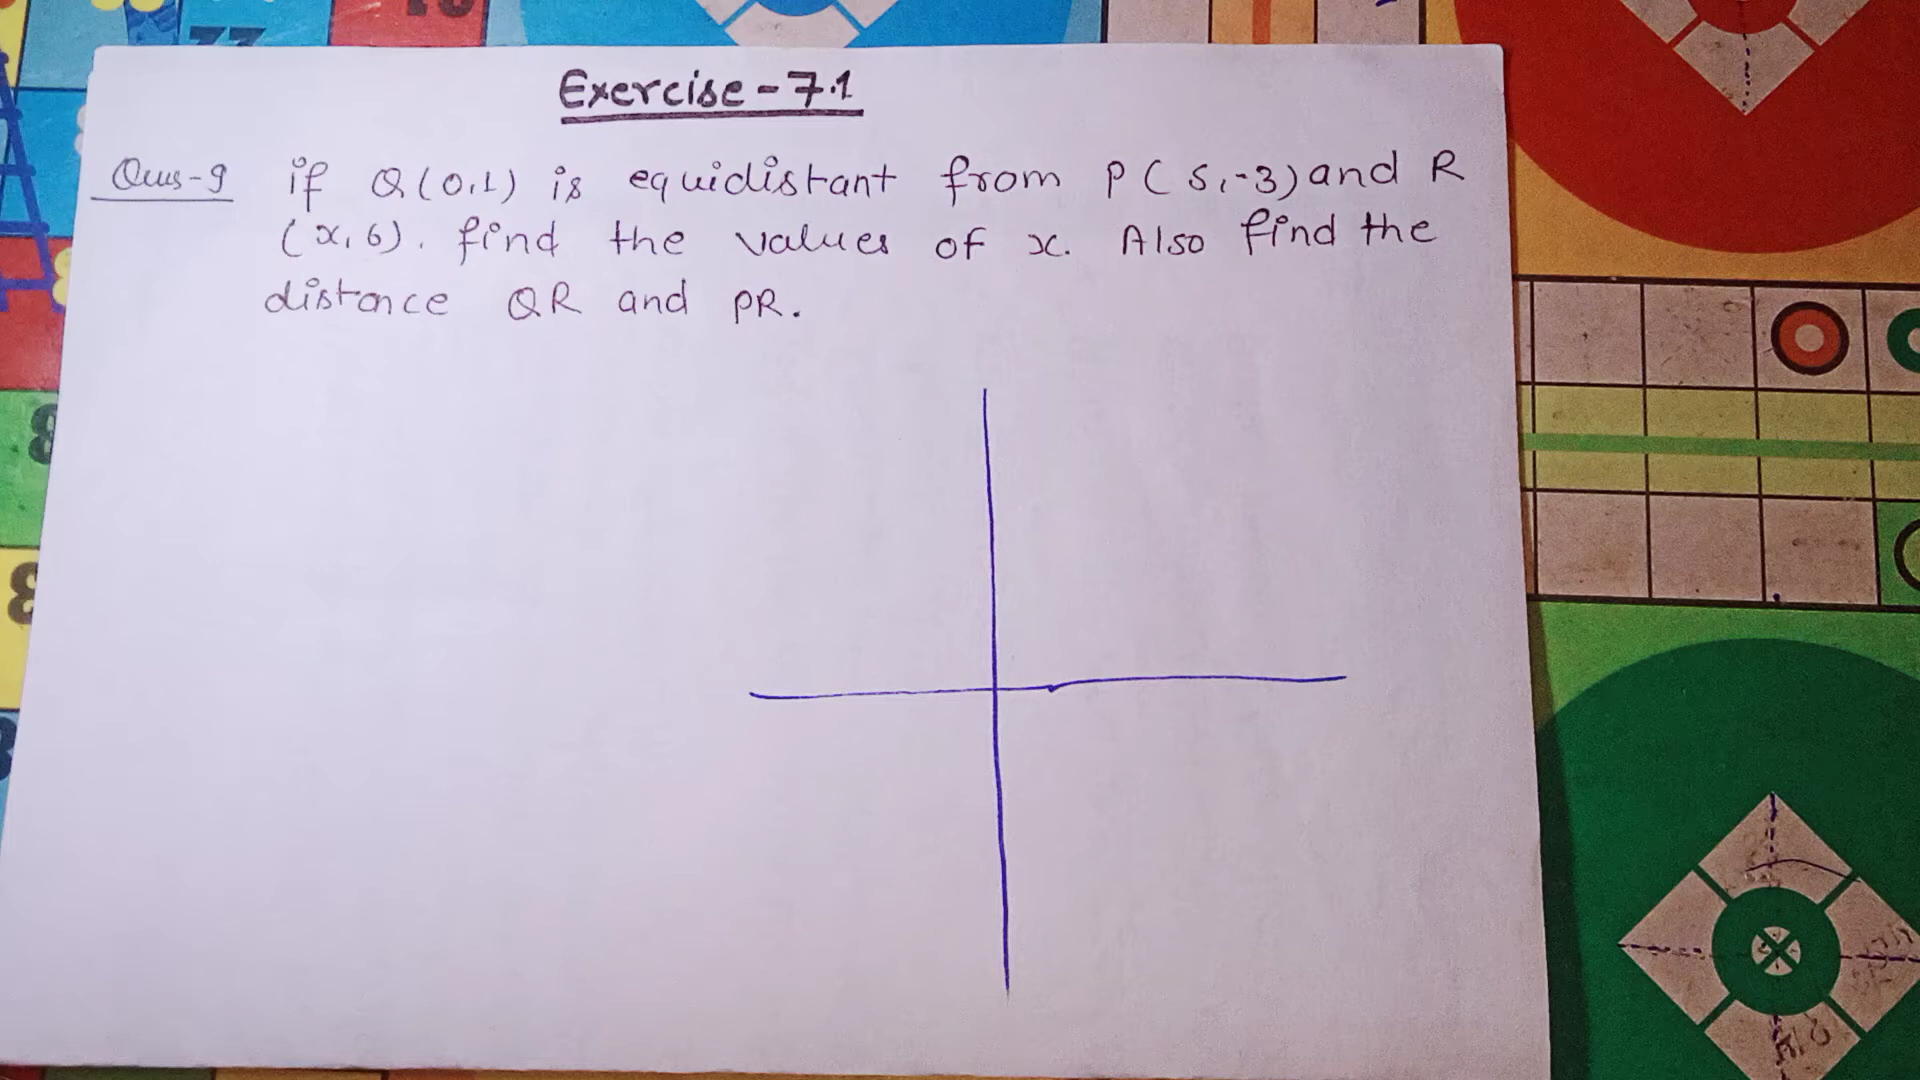 Exercise-7.1
Ques-9 if Q(0,1) is equidistant from P(5,-3) and R
(x,6). find the values of x. Also find the
distance QR and PR.